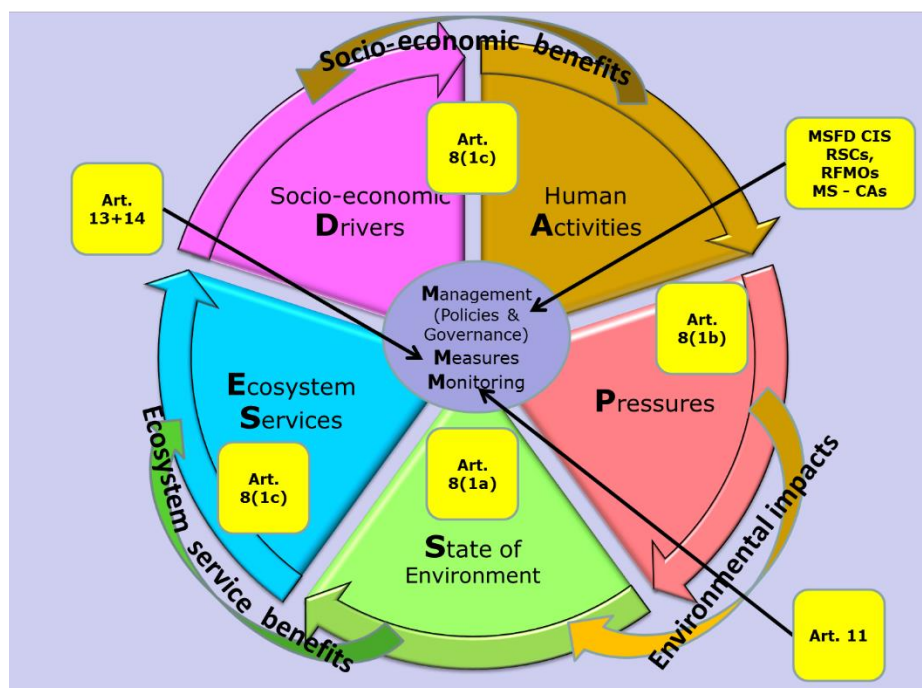 Socio-economic benefits
Art.
8(1c)
MSFD CIS
RSCs,
RFMOs
MS - CAs
Art.
13+14
Socio-economic
Drivers
Human
Activities
Management
(Policies &
Governance)
Measures
Monitoring
Art.
8(1b)
Ecosystem
Services
Pressures
Art.
8(1c)
Art.
8(1a)
State of
Environment
Ecosystem service benefits
Environmental impacts
Art. 11